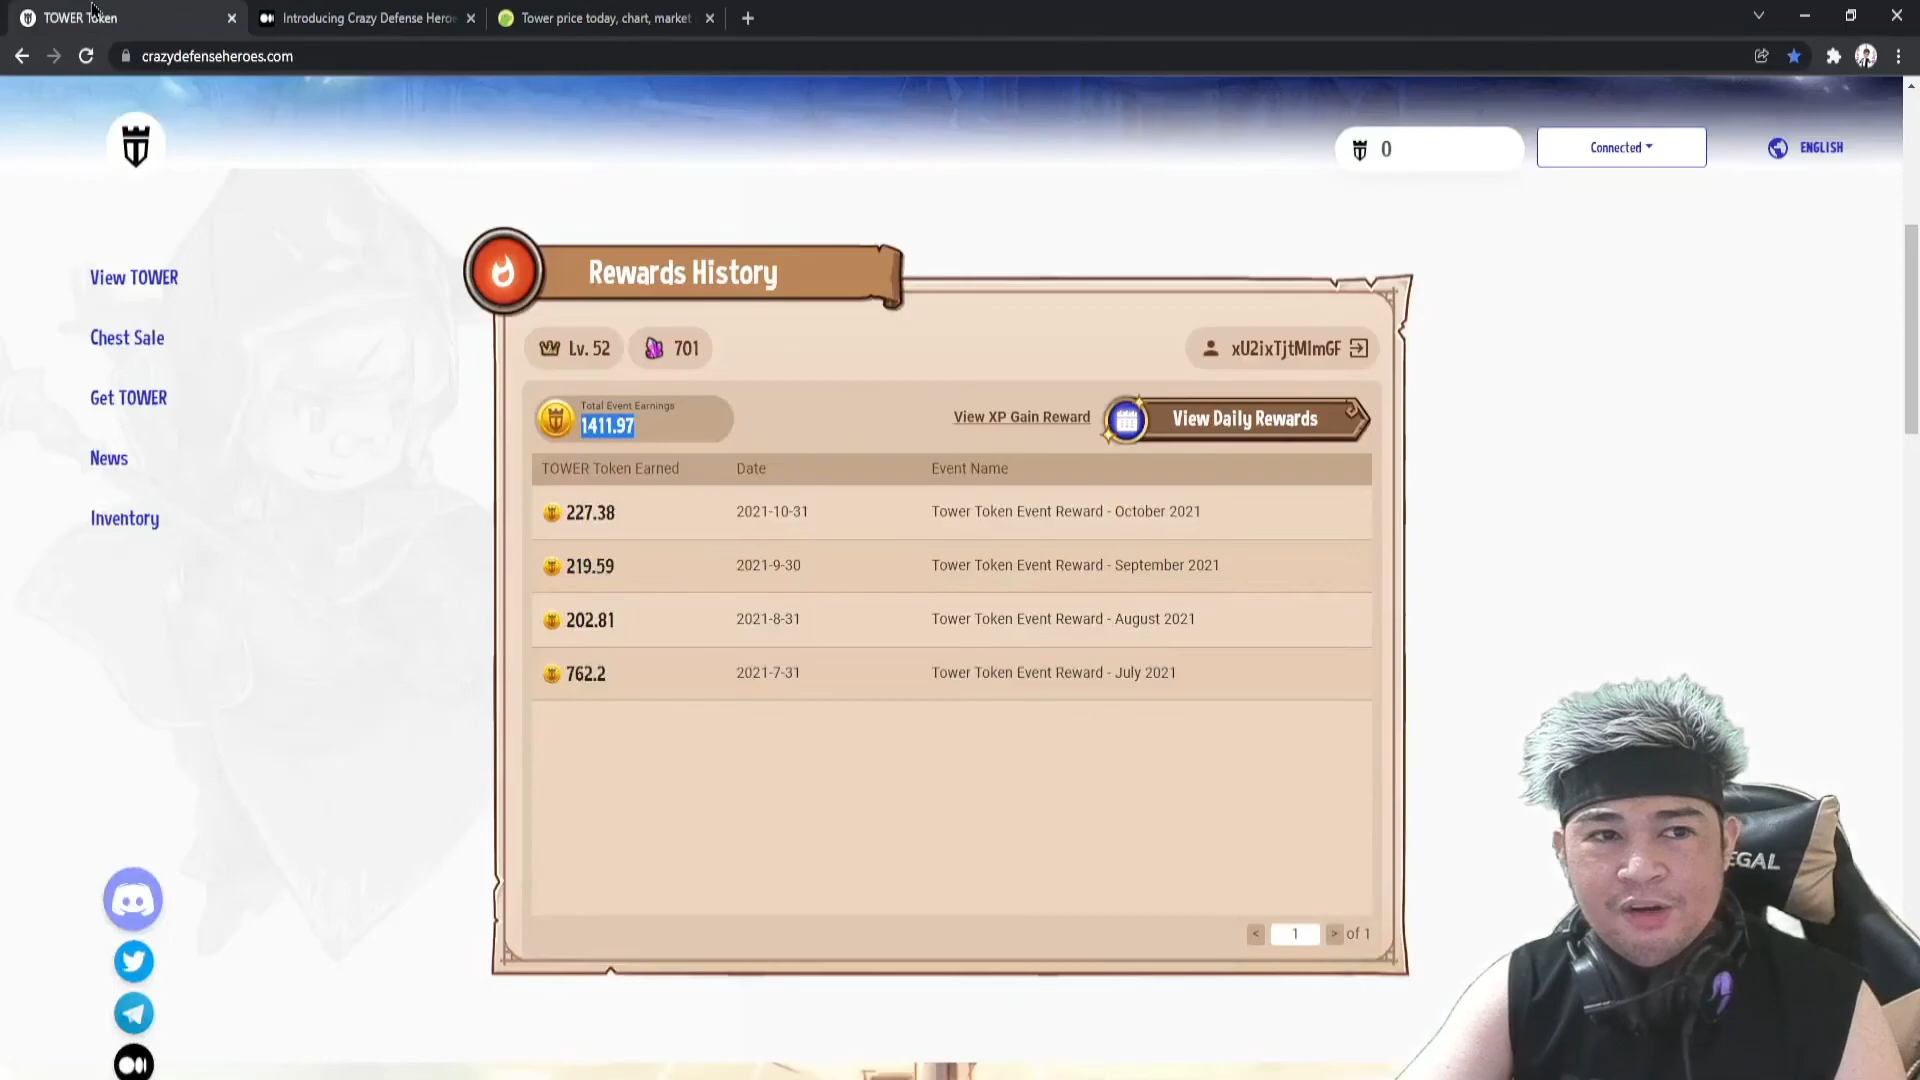 TOWER Token
Introducing Crazy Defense Heroe
Tower price today, chart, market
crazydefenseheroes.com
0
Connected
ENGLISH
View TOWER
Chest Sale
Get TOWER
News
Inventory
Rewards History
Lv. 52
701
xU2ixTjtMlmGF
Total Event Earnings
1411.97
View XP Gain Reward
View Daily Rewards
TOWER Token Earned Date Event Name
227.38 2021-10-31 Tower Token Event Reward - October 2021
219.59 2021-9-30 Tower Token Event Reward - September 2021
202.81 2021-8-31 Tower Token Event Reward - August 2021
762.2 2021-7-31 Tower Token Event Reward - July 2021
< 1 > of 1
EGAL